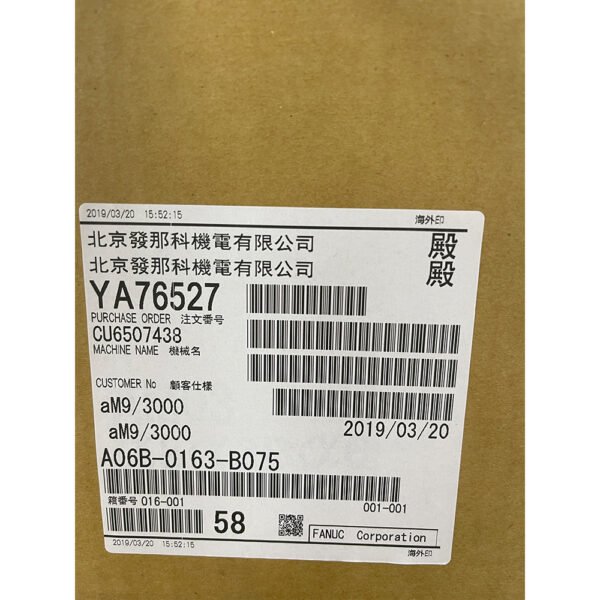 2019/03/20 15:52:15 海外印
北京發那科機電有限公司 殿
北京發那科機電有限公司 殿
YA76527
PURCHASE ORDER 注文番号
CU6507438
MACHINE NAME 機械名
CUSTOMER No 顧客仕様
aM9/3000
aM9/3000 2019/03/20
A06B-0163-B075
箱番号 016-001 001-001
58 FANUC Corporation
2019/03/20 15:52:15 海外印